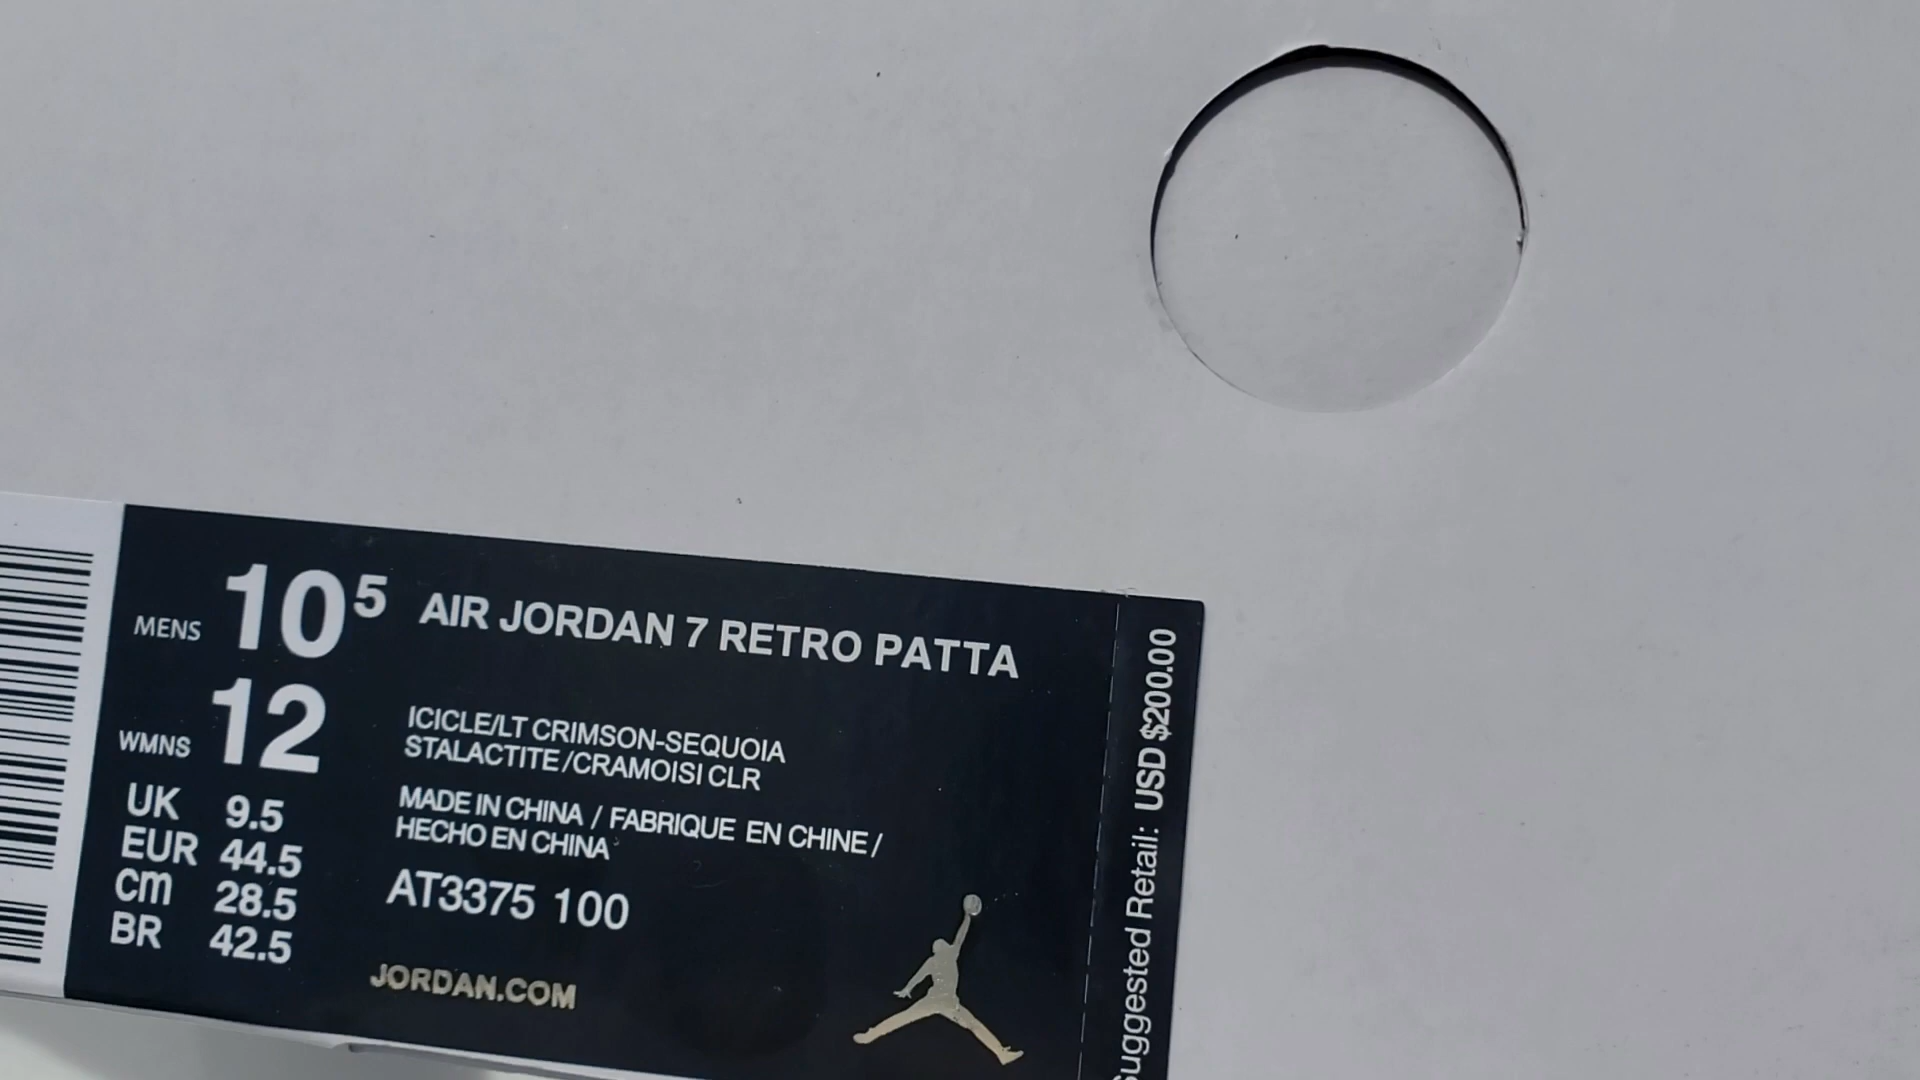 MENS 10⁵
WMNS 12
UK 9.5
EUR 44.5
cm 28.5
BR 42.5
AIR JORDAN 7 RETRO PATTA
ICICLE/LT CRIMSON-SEQUOIA
STALACTITE/CRAMOISI CLR
MADE IN CHINA / FABRIQUE EN CHINE /
HECHO EN CHINA
AT3375 100
JORDAN.COM
Suggested Retail: USD $200.00